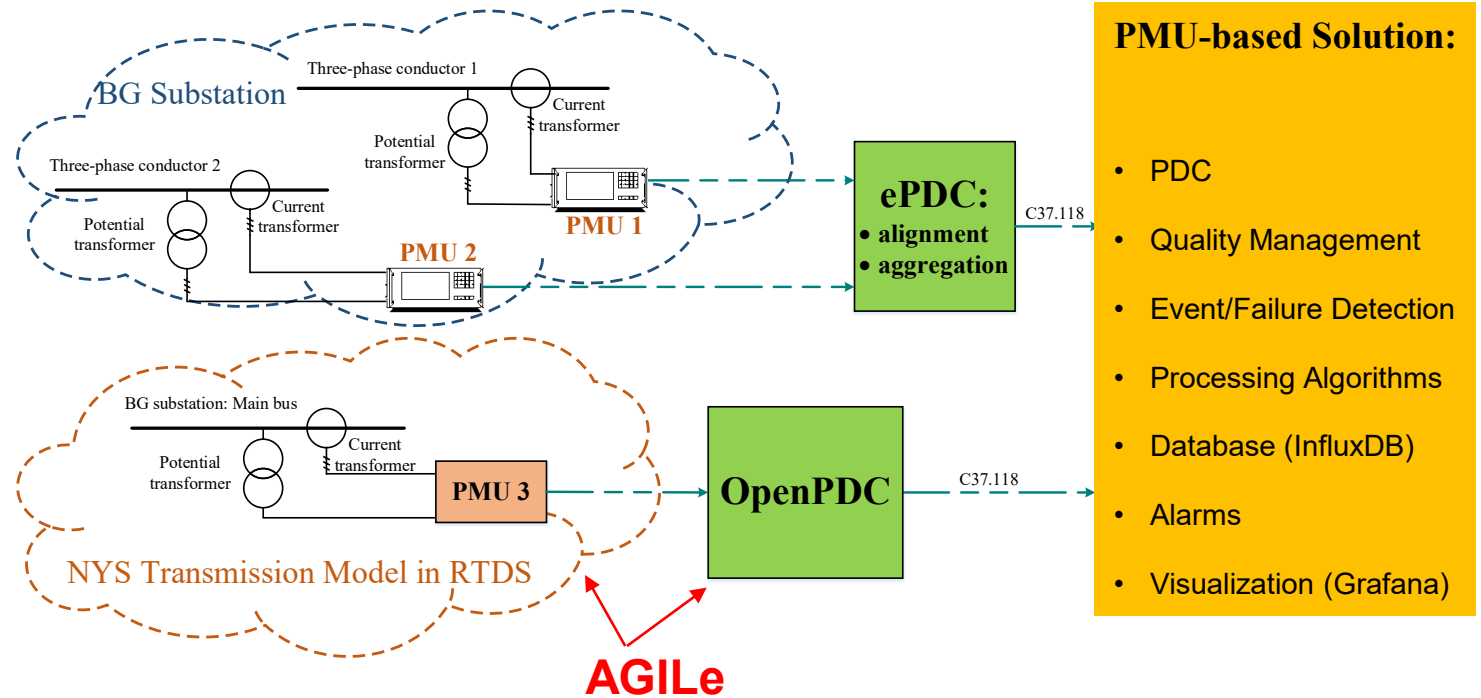 BG Substation
Three-phase conductor 1
Current
transformer
Potential
transformer
PMU 1
Three-phase conductor 2
Current
transformer
Potential
transformer
PMU 2
ePDC:
• alignment
• aggregation
C37.118
BG substation: Main bus
Current
transformer
Potential
transformer
PMU 3
NYS Transmission Model in RTDS
OpenPDC
C37.118
AGILe
PMU-based Solution:
• PDC
• Quality Management
• Event/Failure Detection
• Processing Algorithms
• Database (InfluxDB)
• Alarms
• Visualization (Grafana)